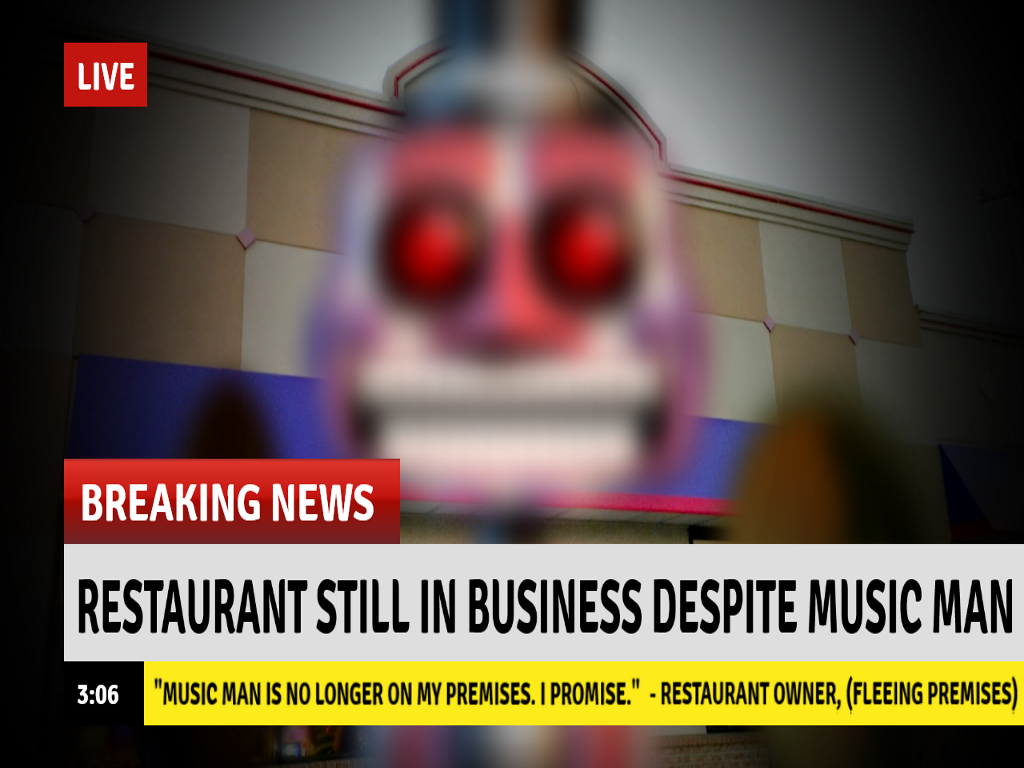 LIVE
BREAKING NEWS
RESTAURANT STILL IN BUSINESS DESPITE MUSIC MAN
3:06
"MUSIC MAN IS NO LONGER ON MY PREMISES. I PROMISE." - RESTAURANT OWNER, (FLEEING PREMISES)